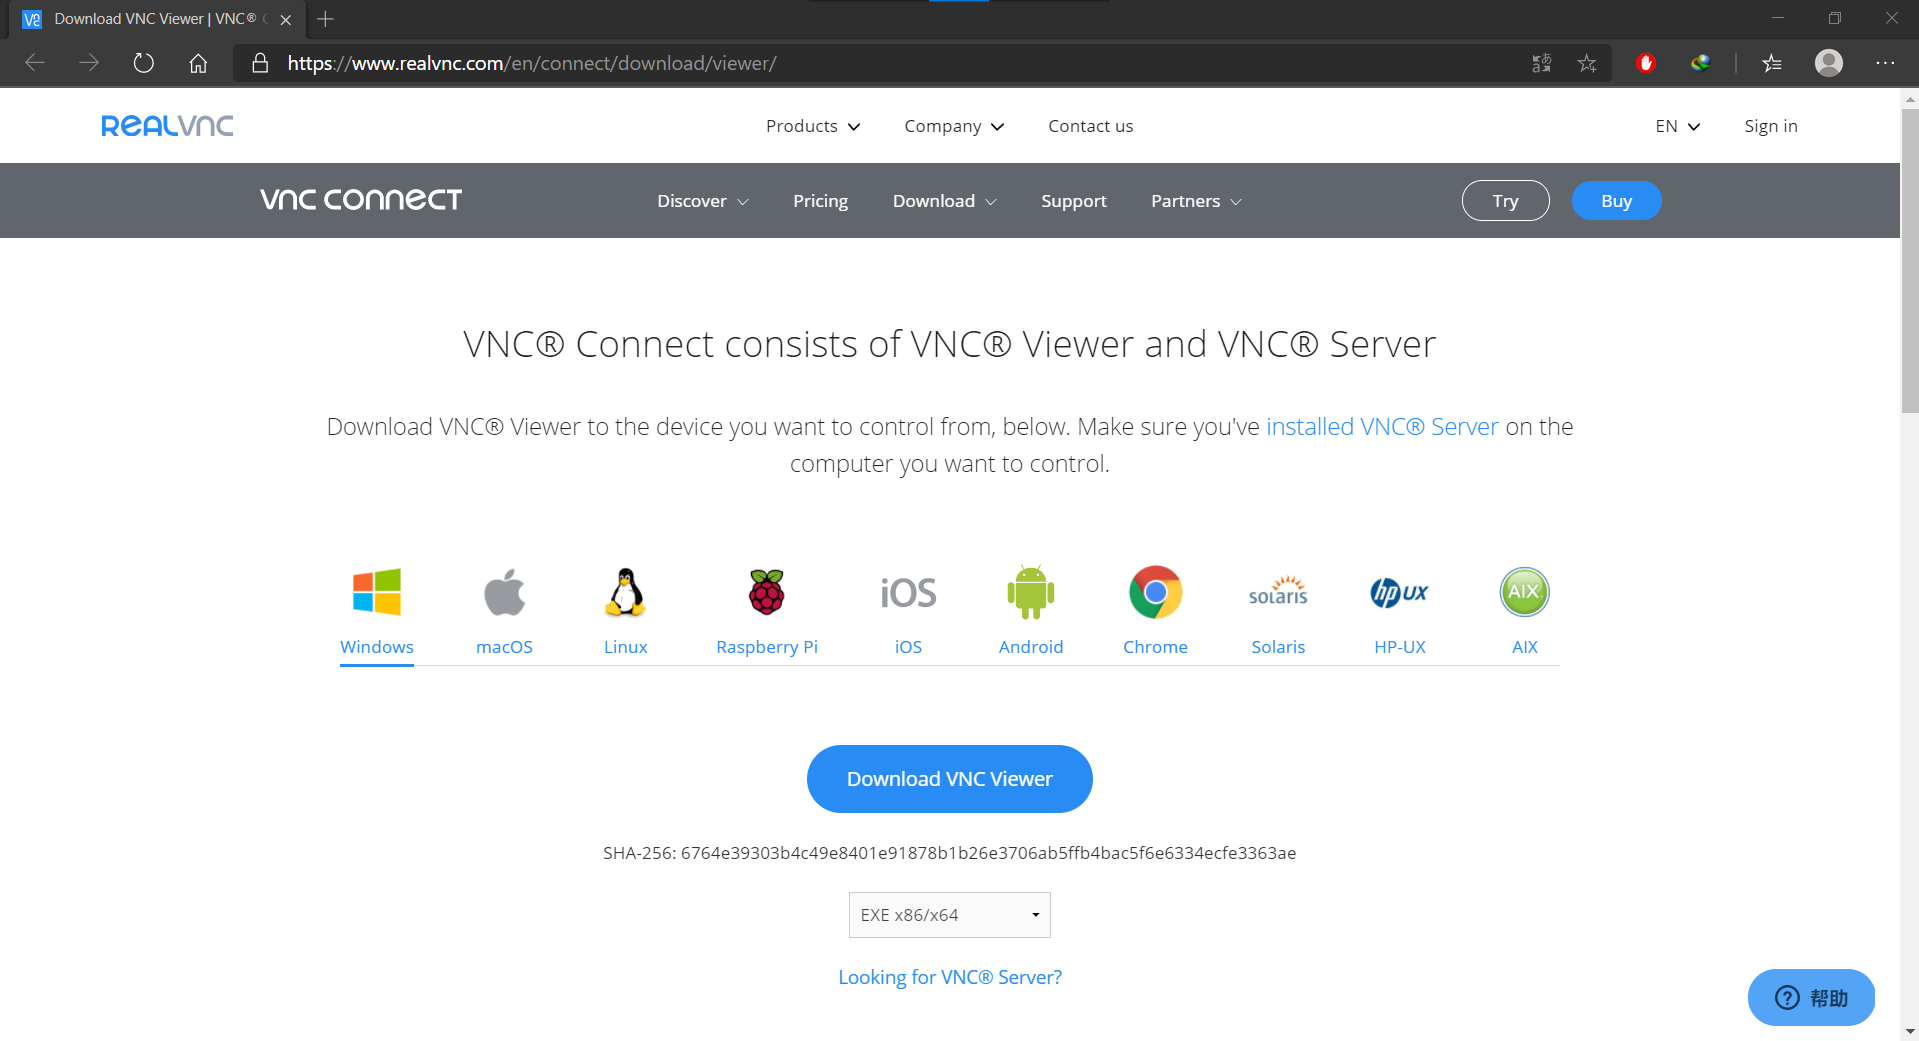 Download VNC Viewer | VNC®
https://www.realvnc.com/en/connect/download/viewer/
REALVNC
Products
Company
Contact us
EN
Sign in
VNC CONNECT
Discover
Pricing
Download
Support
Partners
Try
Buy
VNC® Connect consists of VNC® Viewer and VNC® Server
Download VNC® Viewer to the device you want to control from, below. Make sure you've installed VNC® Server on the
computer you want to control.
iOS
solaris
hp UX
AIX
Windows
macOS
Linux
Raspberry Pi
iOS
Android
Chrome
Solaris
HP-UX
AIX
Download VNC Viewer
SHA-256: 6764e39303b4c49e8401e91878b1b26e3706ab5ffb4bac5f6e6334ecfe3363ae
EXE x86/x64
Looking for VNC® Server?
帮助